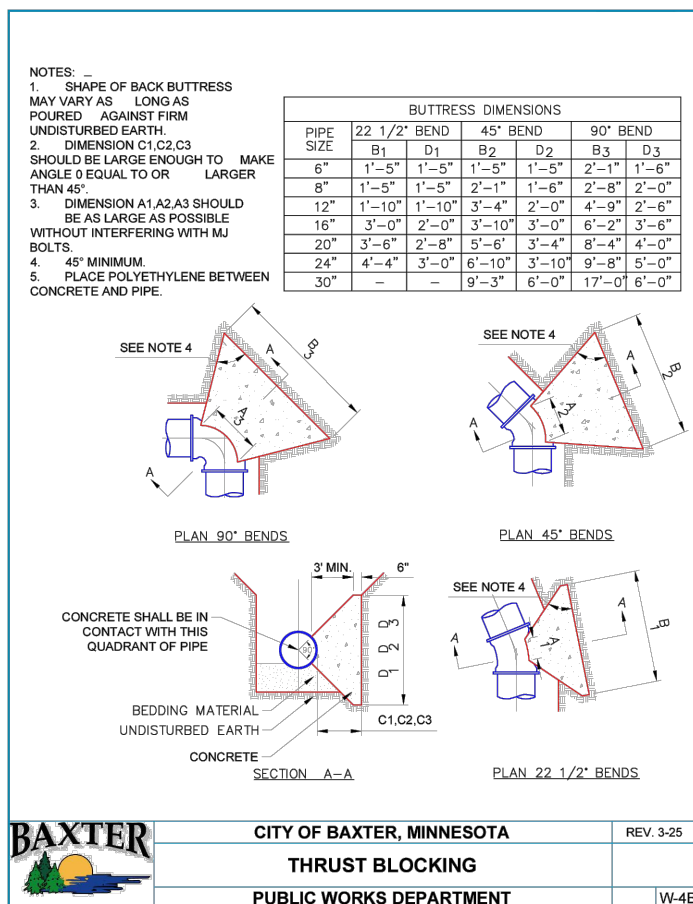 NOTES: _
1. SHAPE OF BACK BUTTRESS
MAY VARY AS LONG AS
POURED AGAINST FIRM
UNDISTURBED EARTH.
2. DIMENSION C1,C2,C3
SHOULD BE LARGE ENOUGH TO MAKE
ANGLE 0 EQUAL TO OR LARGER
THAN 45°.
3. DIMENSION A1,A2,A3 SHOULD
BE AS LARGE AS POSSIBLE
WITHOUT INTERFERING WITH MJ
BOLTS.
4. 45° MINIMUM.
5. PLACE POLYETHYLENE BETWEEN
CONCRETE AND PIPE.
BUTTRESS DIMENSIONS
PIPE SIZE 22 1/2° BEND 45° BEND 90° BEND
B1 D1 B2 D2 B3 D3
6" 1'-5" 1'-5" 1'-5" 1'-5" 2'-1" 1'-6"
8" 1'-5" 1'-5" 2'-1" 1'-6" 2'-8" 2'-0"
12" 1'-10" 1'-10" 3'-4" 2'-0" 4'-9" 2'-6"
16" 3'-0" 2'-0" 3'-10" 3'-0" 6'-2" 3'-6"
20" 3'-6" 2'-8" 5'-6' 3'-4" 8'-4" 4'-0"
24" 4'-4" 3'-0" 6'-10" 3'-10" 9'-8" 5'-0"
30" – – 9'-3" 6'-0" 17'-0" 6'-0"
SEE NOTE 4
A
B3
A3
A
PLAN 90° BENDS
SEE NOTE 4
A
B2
A2
A
PLAN 45° BENDS
3' MIN.
6"
CONCRETE SHALL BE IN
CONTACT WITH THIS
QUADRANT OF PIPE
90°
D1 D2 D3
BEDDING MATERIAL
UNDISTURBED EARTH
C1,C2,C3
CONCRETE
SECTION A-A
SEE NOTE 4
A
B1
A1
A
PLAN 22 1/2° BENDS
BAXTER
CITY OF BAXTER, MINNESOTA
REV. 3-25
THRUST BLOCKING
PUBLIC WORKS DEPARTMENT
W-4B